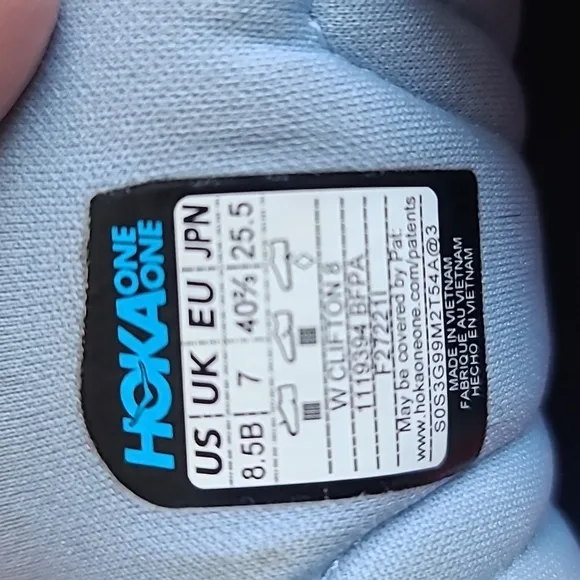 HOKA ONE ONE
US UK EU JPN
8.5B 7 40⅔ 25.5
W CLIFTON 8
1119394 BFPA
F27221L
May be covered by Pat:
www.hokaoneone.com/patents
S0S3G99M2T54A@3
MADE IN VIETNAM
FABRIQUE AU VIETNAM
HECHO EN VIETNAM